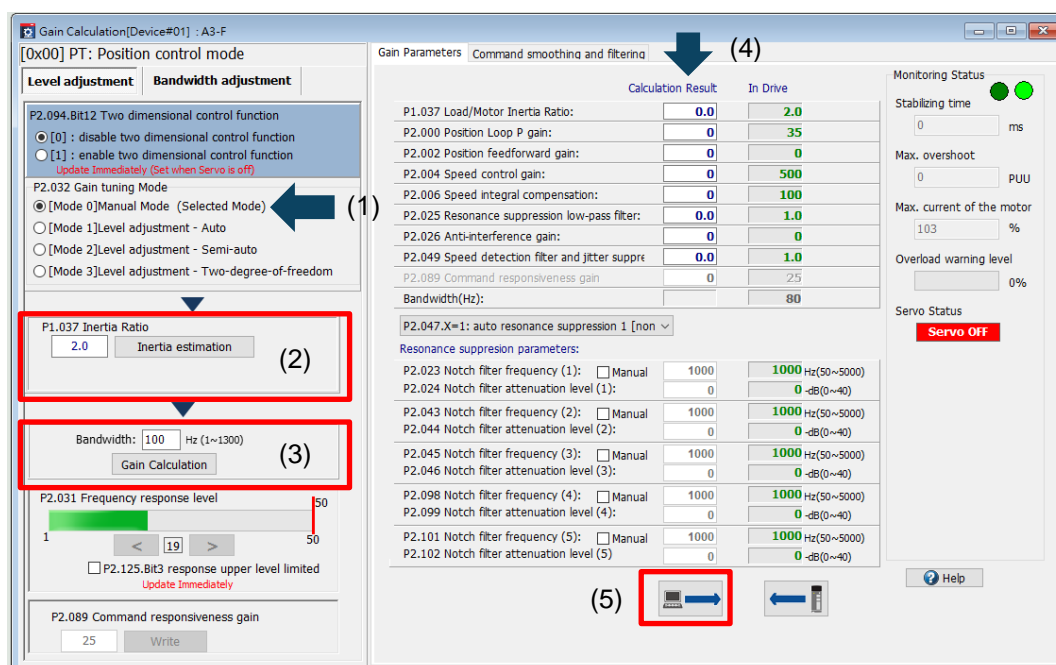 Gain Calculation[Device#01] : A3-F
[0x00] PT: Position control mode
Level adjustment Bandwidth adjustment
P2.094.Bit12 Two dimensional control function
[0] : disable two dimensional control function
[1] : enable two dimensional control function
Update Immediately (Set when Servo is off)
P2.032 Gain tuning Mode
[Mode 0]Manual Mode (Selected Mode)
(1)
[Mode 1]Level adjustment - Auto
[Mode 2]Level adjustment - Semi-auto
[Mode 3]Level adjustment - Two-degree-of-freedom
P1.037 Inertia Ratio
2.0 Inertia estimation
(2)
Bandwidth: 100 Hz (1~1300)
Gain Calculation
(3)
P2.031 Frequency response level
50
1 50
< 19 >
P2.125.Bit3 response upper level limited
Update Immediately
P2.089 Command responsiveness gain
25 Write
Gain Parameters Command smoothing and filtering
(4)
Calculation Result In Drive
P1.037 Load/Motor Inertia Ratio: 0.0 2.0
P2.000 Position Loop P gain: 0 35
P2.002 Position feedforward gain: 0 0
P2.004 Speed control gain: 0 500
P2.006 Speed integral compensation: 0 100
P2.025 Resonance suppression low-pass filter: 0.0 1.0
P2.026 Anti-interference gain: 0 0
P2.049 Speed detection filter and jitter suppre 0.0 1.0
P2.089 Command responsiveness gain 0 25
Bandwidth(Hz): 80
P2.047.X=1: auto resonance suppression 1 [non
Resonance suppresion parameters:
P2.023 Notch filter frequency (1): Manual 1000 1000 Hz(50~5000)
P2.024 Notch filter attenuation level (1): 0 0 -dB(0~40)
P2.043 Notch filter frequency (2): Manual 1000 1000 Hz(50~5000)
P2.044 Notch filter attenuation level (2): 0 0 -dB(0~40)
P2.045 Notch filter frequency (3): Manual 1000 1000 Hz(50~5000)
P2.046 Notch filter attenuation level (3): 0 0 -dB(0~40)
P2.098 Notch filter frequency (4): Manual 1000 1000 Hz(50~5000)
P2.099 Notch filter attenuation level (4): 0 0 -dB(0~40)
P2.101 Notch filter frequency (5): Manual 1000 1000 Hz(50~5000)
P2.102 Notch filter attenuation level (5) 0 0 -dB(0~40)
(5)
Monitoring Status
Stabilizing time
0 ms
Max. overshoot
0 PUU
Max. current of the motor
103 %
Overload warning level
0%
Servo Status
Servo OFF
? Help